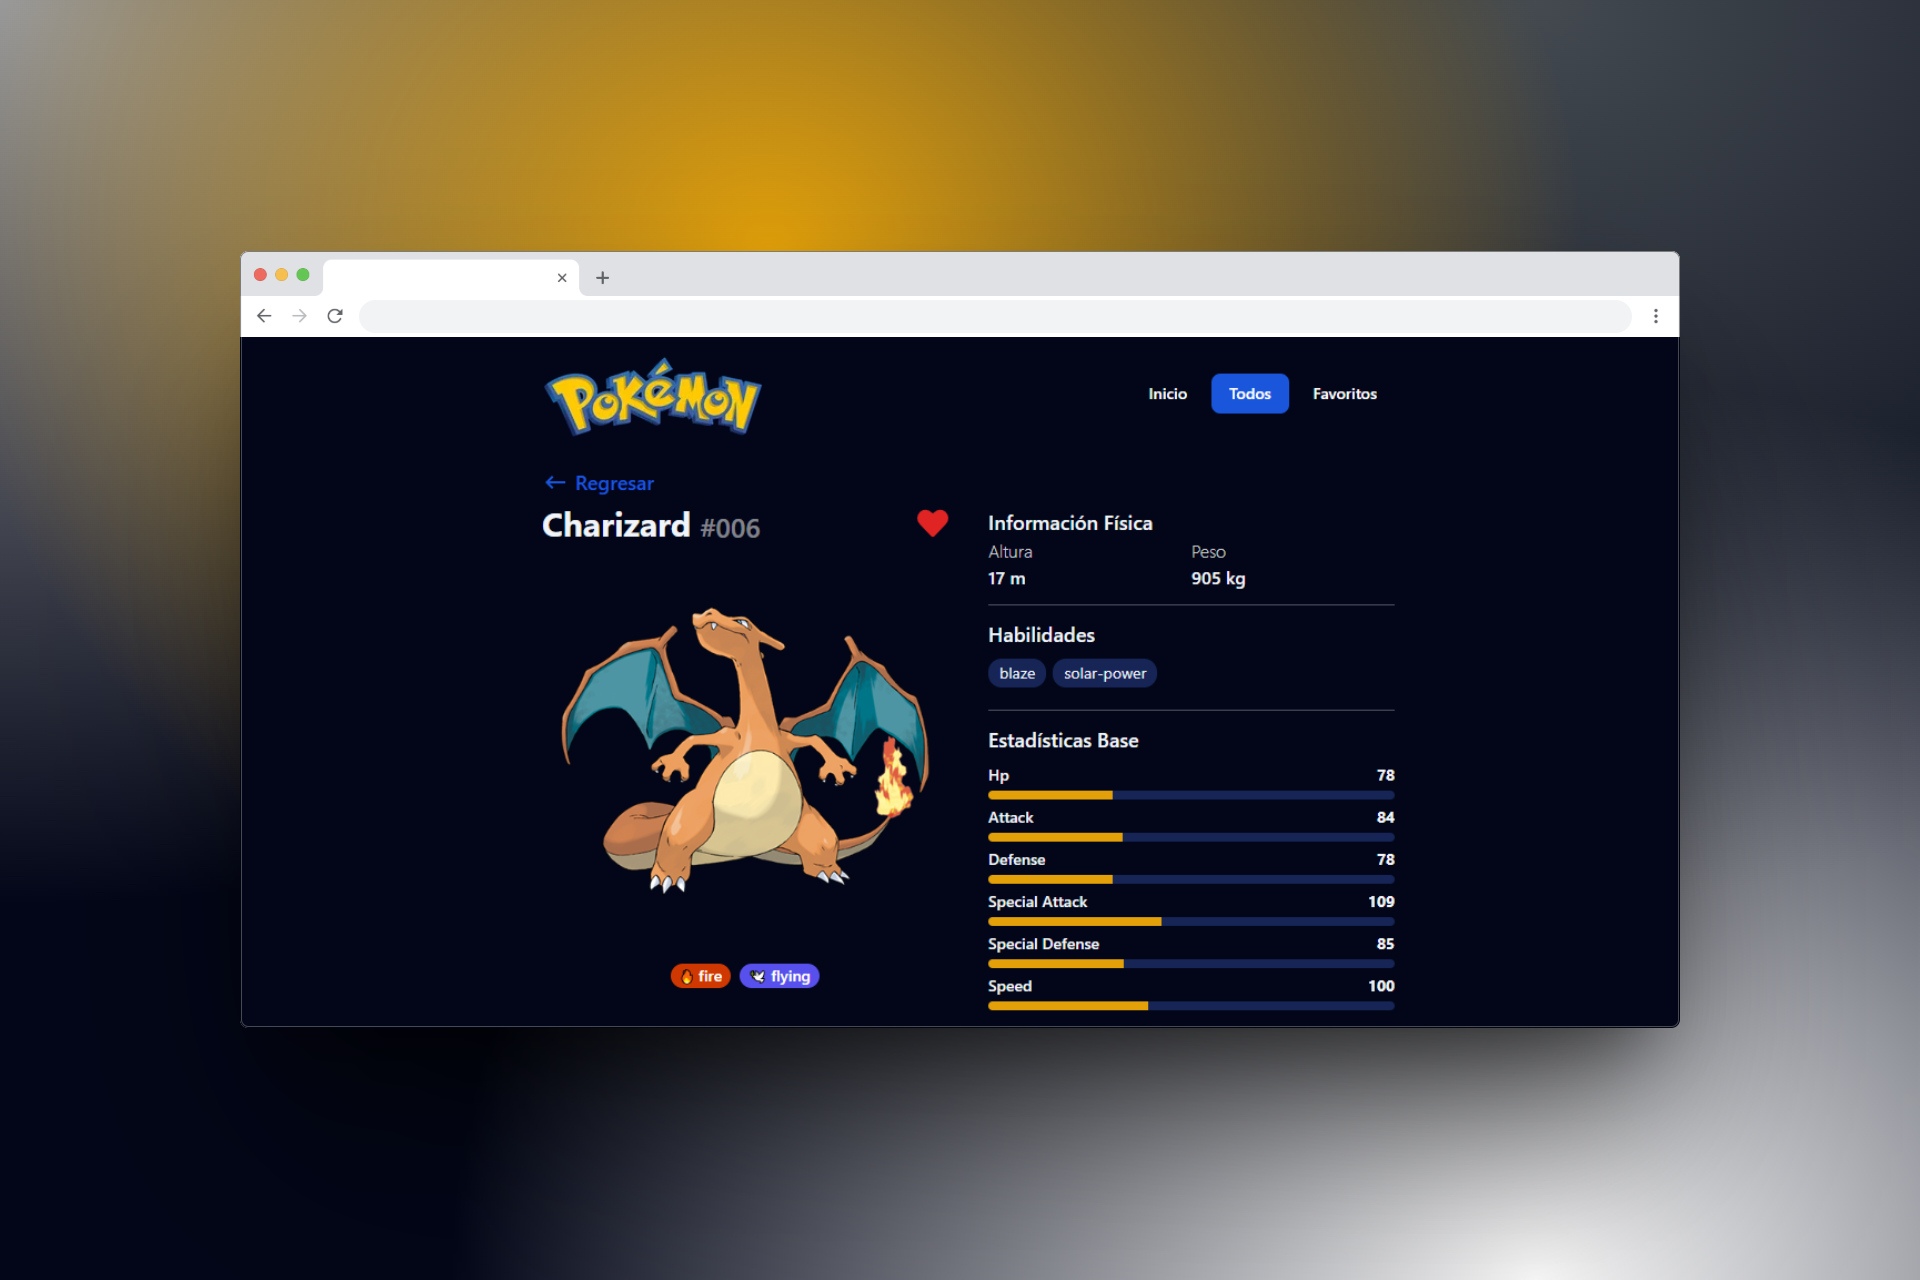 POKéMON
Inicio Todos Favoritos
Regresar
Charizard #006
Información Física
Altura Peso
17 m 905 kg
Habilidades
blaze solar-power
Estadísticas Base
Hp 78
Attack 84
Defense 78
Special Attack 109
Special Defense 85
Speed 100
fire flying